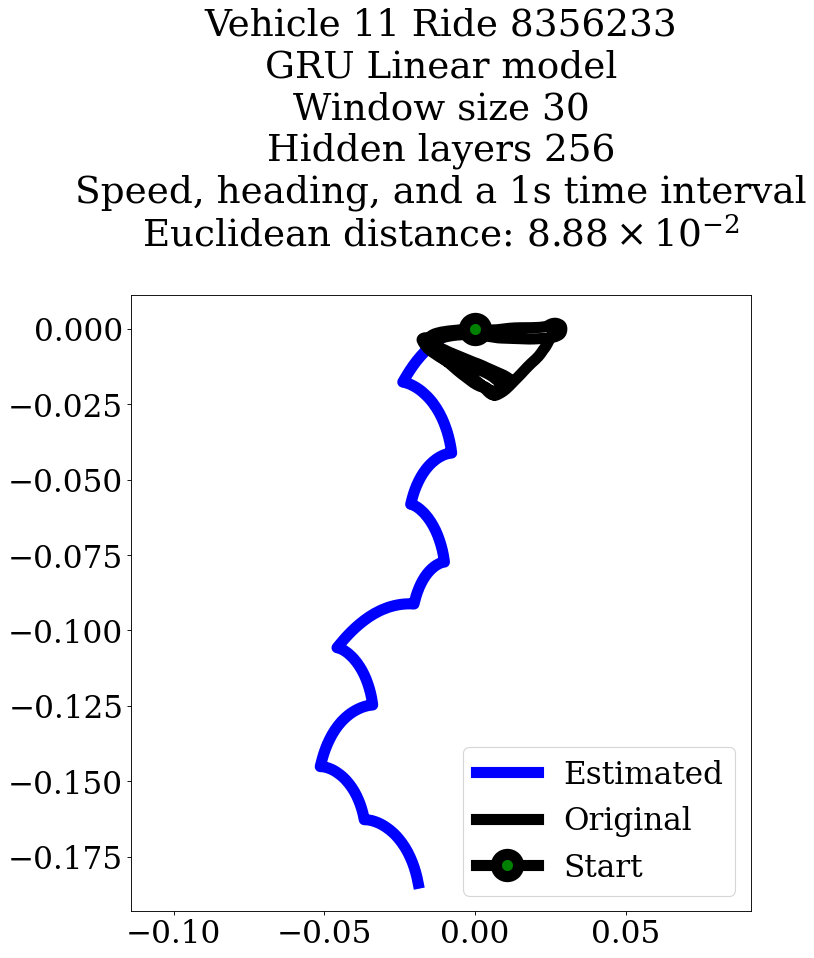 Vehicle 11 Ride 8356233
GRU Linear model
Window size 30
Hidden layers 256
Speed, heading, and a 1s time interval
Euclidean distance: 8.88 × 10⁻²
0.000
−0.025
−0.050
−0.075
−0.100
−0.125
−0.150
−0.175
−0.10
−0.05
0.00
0.05
Estimated
Original
Start